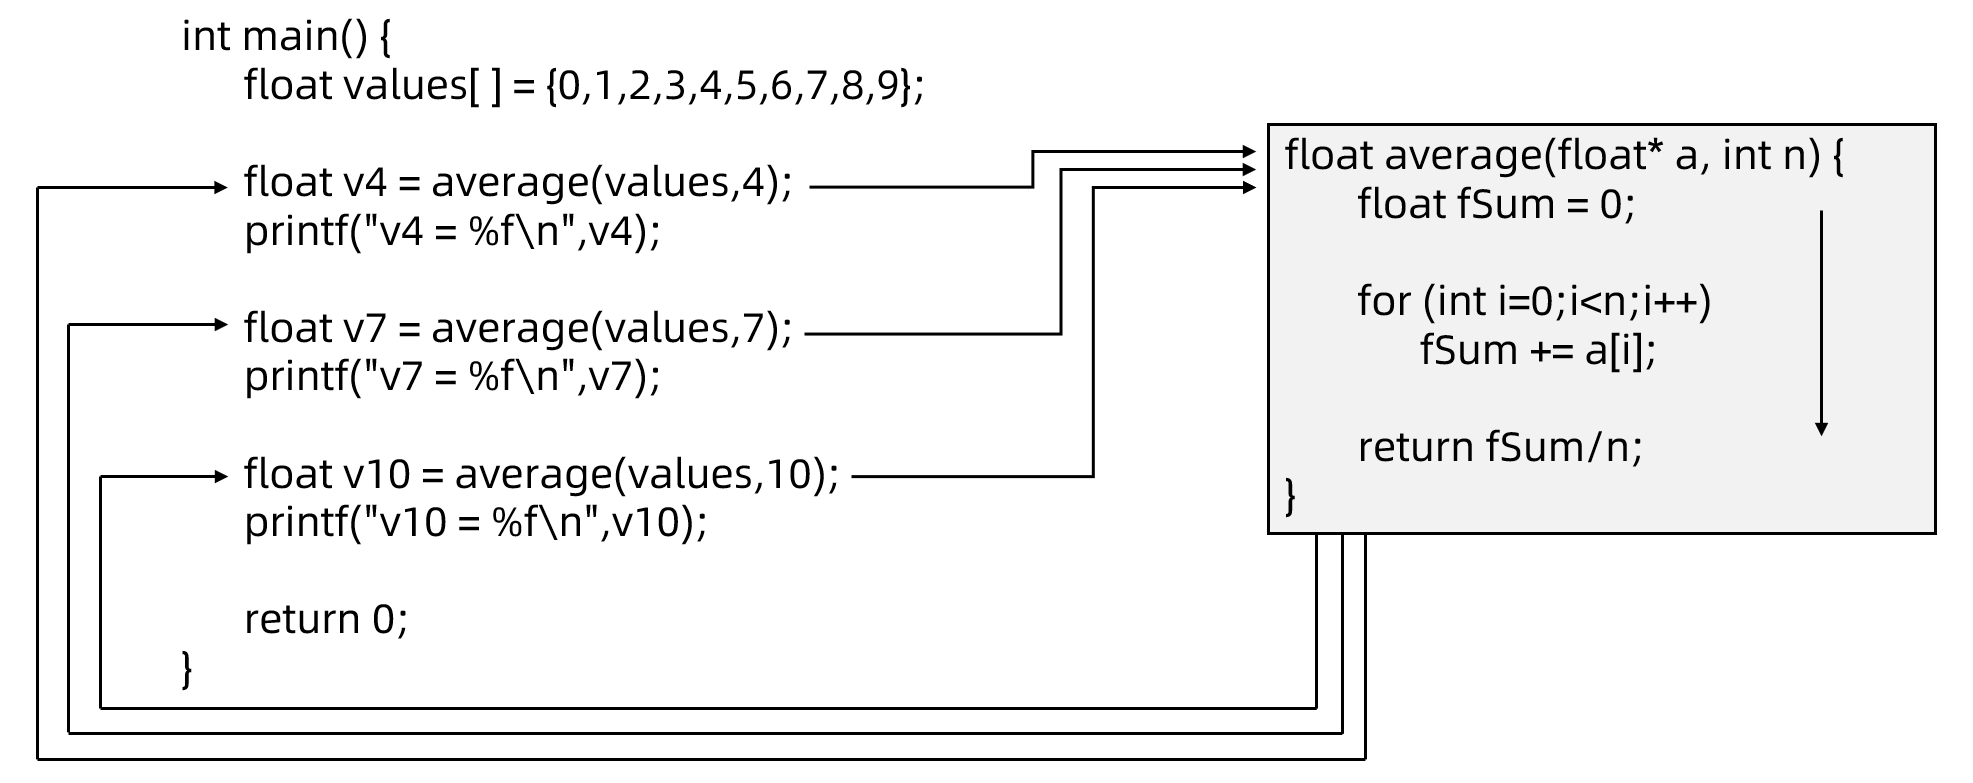 int main() {
float values[ ] = {0,1,2,3,4,5,6,7,8,9};
float v4 = average(values,4);
printf("v4 = %f\n",v4);
float v7 = average(values,7);
printf("v7 = %f\n",v7);
float v10 = average(values,10);
printf("v10 = %f\n",v10);
return 0;
}
float average(float* a, int n) {
float fSum = 0;
for (int i=0;i<n;i++)
fSum += a[i];
return fSum/n;
}